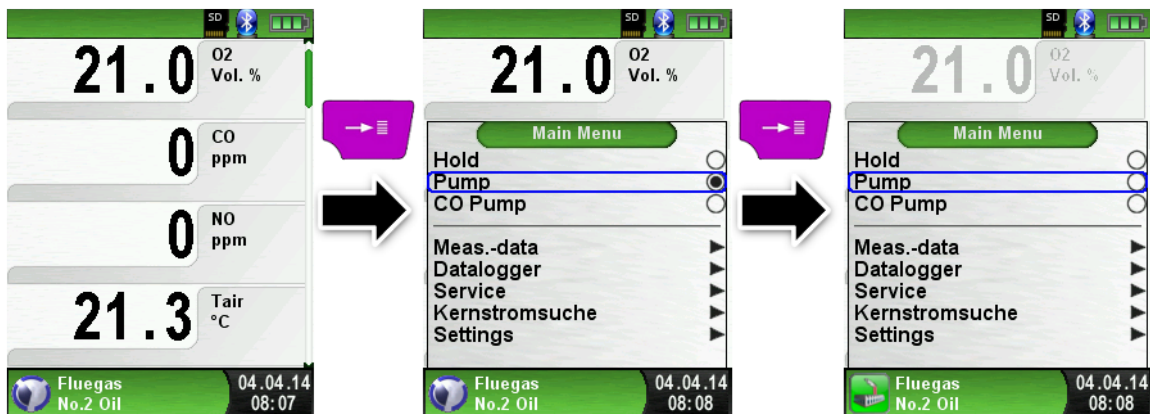 SD
21.0 O2 Vol. %
0 CO ppm
0 NO ppm
21.3 Tair °C
Fluegas 04.04.14
No.2 Oil 08:07
SD
21.0 O2 Vol. %
Main Menu
Hold
Pump
CO Pump
Meas.-data
Datalogger
Service
Kernstromsuche
Settings
Fluegas 04.04.14
No.2 Oil 08:08
SD
21.0 O2 Vol. %
Main Menu
Hold
Pump
CO Pump
Meas.-data
Datalogger
Service
Kernstromsuche
Settings
Fluegas 04.04.14
No.2 Oil 08:08